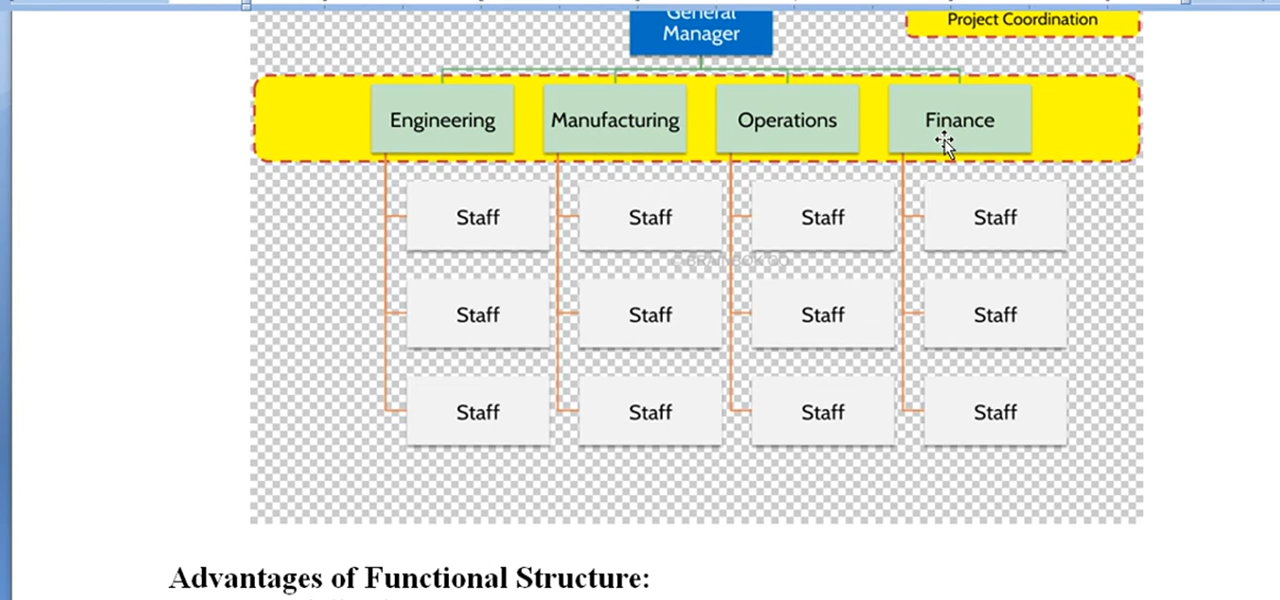 General
Manager
Project Coordination
Engineering
Manufacturing
Operations
Finance
Staff
Staff
Staff
Staff
Staff
Staff
Staff
Staff
Staff
Staff
Staff
Staff
Advantages of Functional Structure: